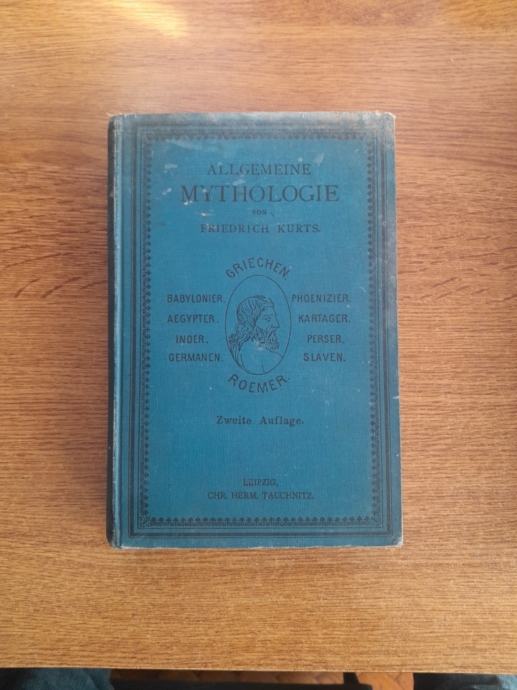 ALLGEMEINE
MYTHOLOGIE
VON
FRIEDRICH KURTS.
GRIECHEN.
BABYLONIER. PHOENIZIER.
AEGYPTER. KARTAGER.
INDER. PERSER.
GERMANEN. SLAVEN.
ROEMER.
Zweite Auflage.
LEIPZIG,
CHR. HERM. TAUCHNITZ.